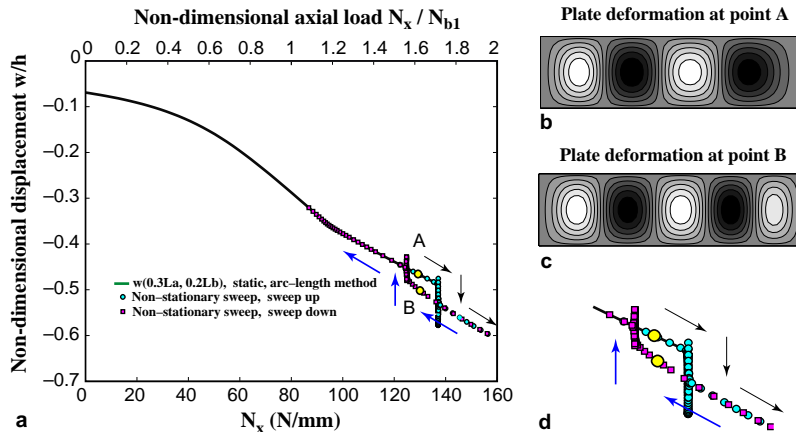 Non-dimensional axial load Nx / Nb1
0 0.2 0.4 0.6 0.8 1 1.2 1.4 1.6 1.8 2
Non-dimensional displacement w/h
0
−0.1
−0.2
−0.3
−0.4
−0.5
−0.6
−0.7
A
B
w(0.3La, 0.2Lb), static, arc−length method
Non−stationary sweep, sweep up
Non−stationary sweep, sweep down
0 20 40 60 80 100 120 140 160
Nx (N/mm)
a
Plate deformation at point A
b
Plate deformation at point B
c
d